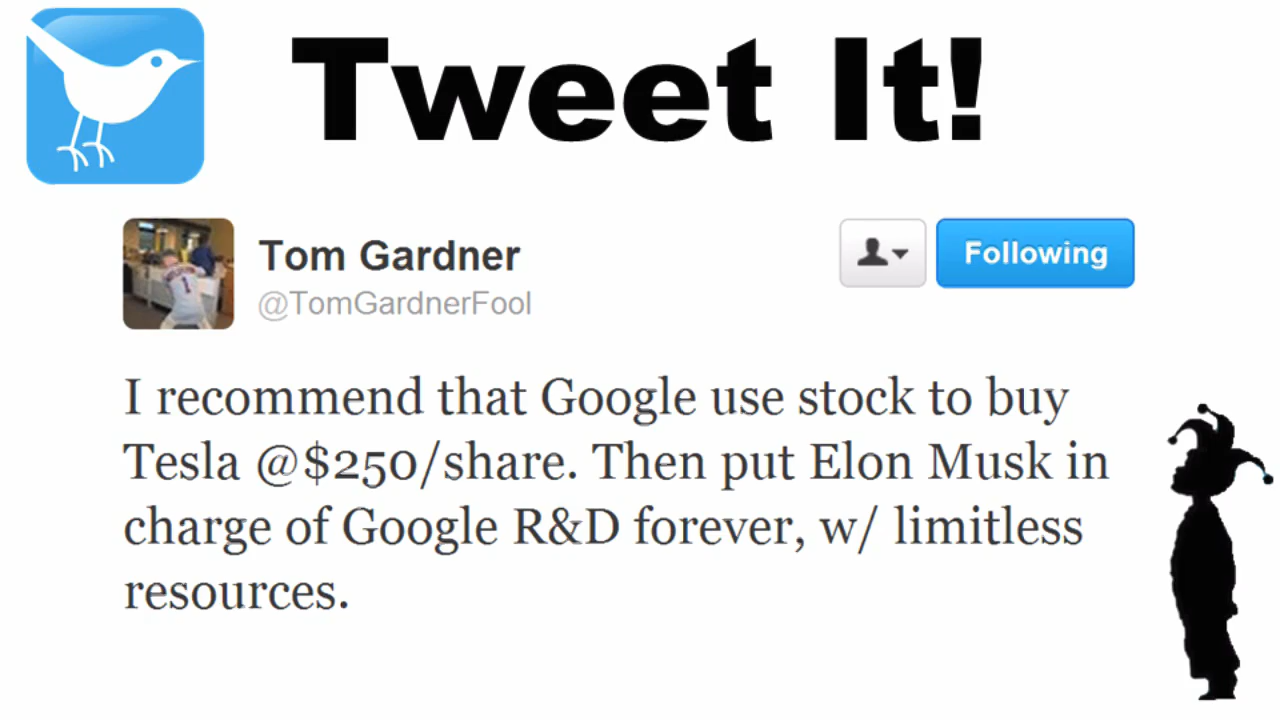 Tweet It!
Tom Gardner
@TomGardnerFool
Following
I recommend that Google use stock to buy
Tesla @$250/share. Then put Elon Musk in
charge of Google R&D forever, w/ limitless
resources.